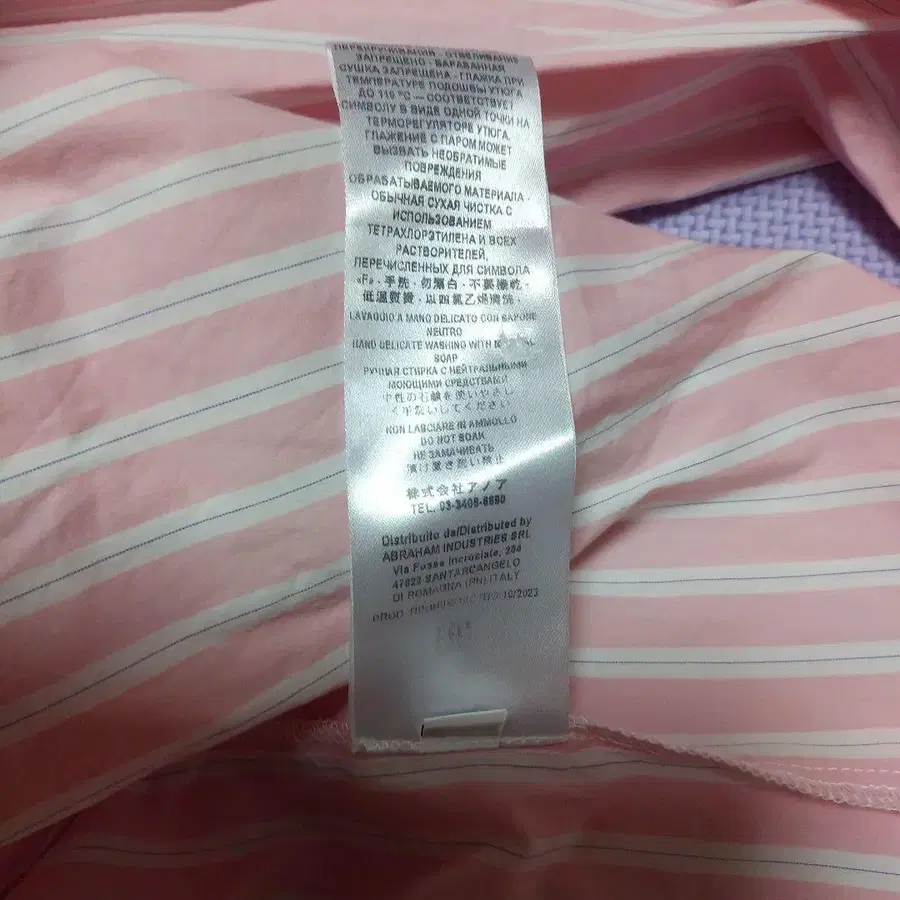 ЗАПРЕЩЕНО · БАРАБАННАЯ
СУШКА ЗАПРЕЩЕНА · ГЛАЖКА ПРИ
ТЕМПЕРАТУРЕ ПОДОШВЫ УТЮГА
ДО 110 °C — СООТВЕТСТВУЕТ
СИМВОЛУ В ВИДЕ ОДНОЙ ТОЧКИ НА
ТЕРМОРЕГУЛЯТОРЕ УТЮГА,
ГЛАЖЕНИЕ С ПАРОМ МОЖЕТ
ВЫЗВАТЬ НЕОБРАТИМЫЕ
ПОВРЕЖДЕНИЯ
ОБРАБАТЫВАЕМОГО МАТЕРИАЛА ·
ОБЫЧНАЯ СУХАЯ ЧИСТКА С
ИСПОЛЬЗОВАНИЕМ
ТЕТРАХЛОРЭТИЛЕНА И ВСЕХ
РАСТВОРИТЕЛЕЙ,
ПЕРЕЧИСЛЕННЫХ ДЛЯ СИМВОЛА
«F» · 手洗 · 勿漂白 · 不要擰乾 ·
低溫熨燙 · 以四氯乙烯清洗 ·
LAVAGGIO A MANO DELICATO CON SAPONE
NEUTRO
HAND DELICATE WASHING WITH
SOAP
РУЧНАЯ СТИРКА С НЕЙТРАЛЬНЫМИ
МОЮЩИМИ СРЕДСТВАМИ
中性の石鹸を使いやさし
く手洗いしてください
NON LASCIARE IN AMMOLLO
DO NOT SOAK
НЕ ЗАМАЧИВАТЬ
漬け置き洗い禁止
株式会社アノア
TEL. 03-3408-6690
Distribuito da/Distributed by
ABRAHAM INDUSTRIES SRL
Via Fosse Incrociate, 284
47822 SANTARCANGELO
DI ROMAGNA (RN) ITALY
10/2023